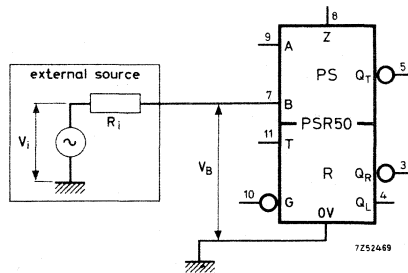 8
Z
9
A
PS
Q_T
5
external source
7
B
PSR50
R_i
V_i
11
T
V_B
R
Q_R
3
10
G
Q_L
4
0V
7Z52469